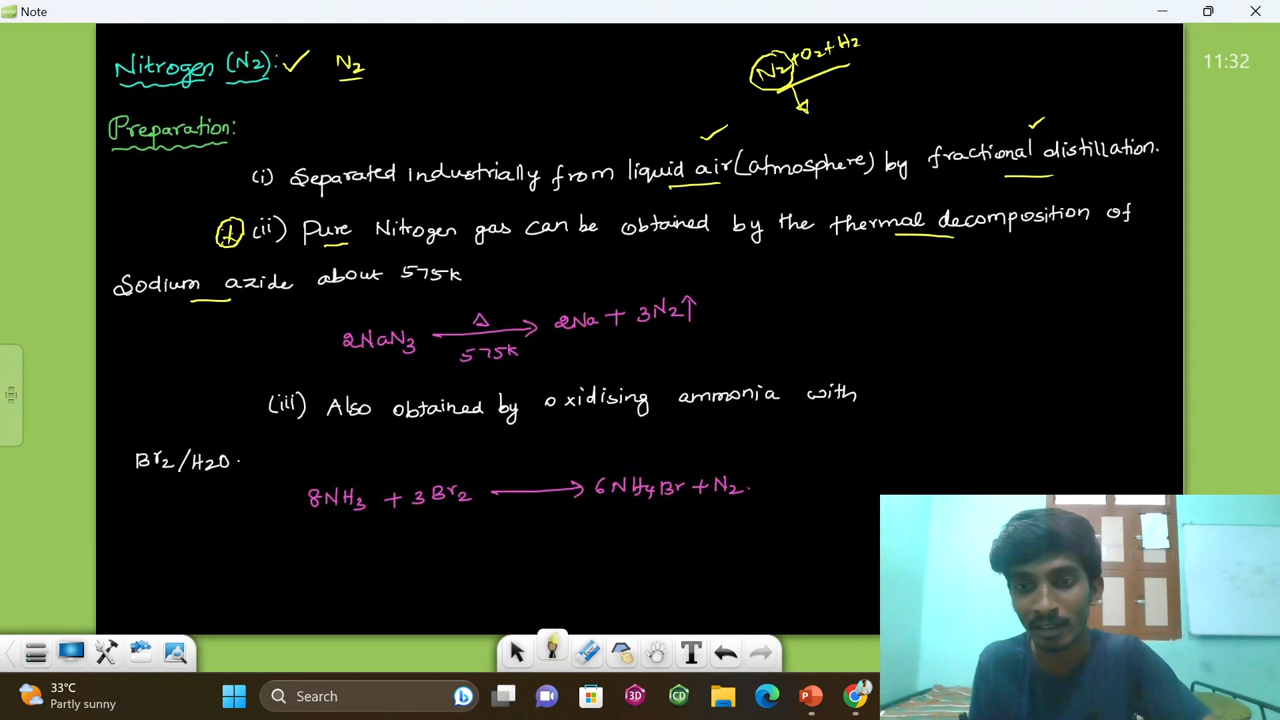 Note
11:32
Nitrogen (N2): N2
N2 + O2 + H2
Preparation:
(i) Separated industrially from liquid air (atmosphere) by fractional distillation.
(ii) Pure Nitrogen gas can be obtained by the thermal decomposition of
Sodium azide about 575K
2NaN3 →Δ 575K 2Na + 3N2↑
(iii) Also obtained by oxidising ammonia with
Br2/H2O.
8NH3 + 3Br2 → 6NH4Br + N2.
33°C
Partly sunny
Search